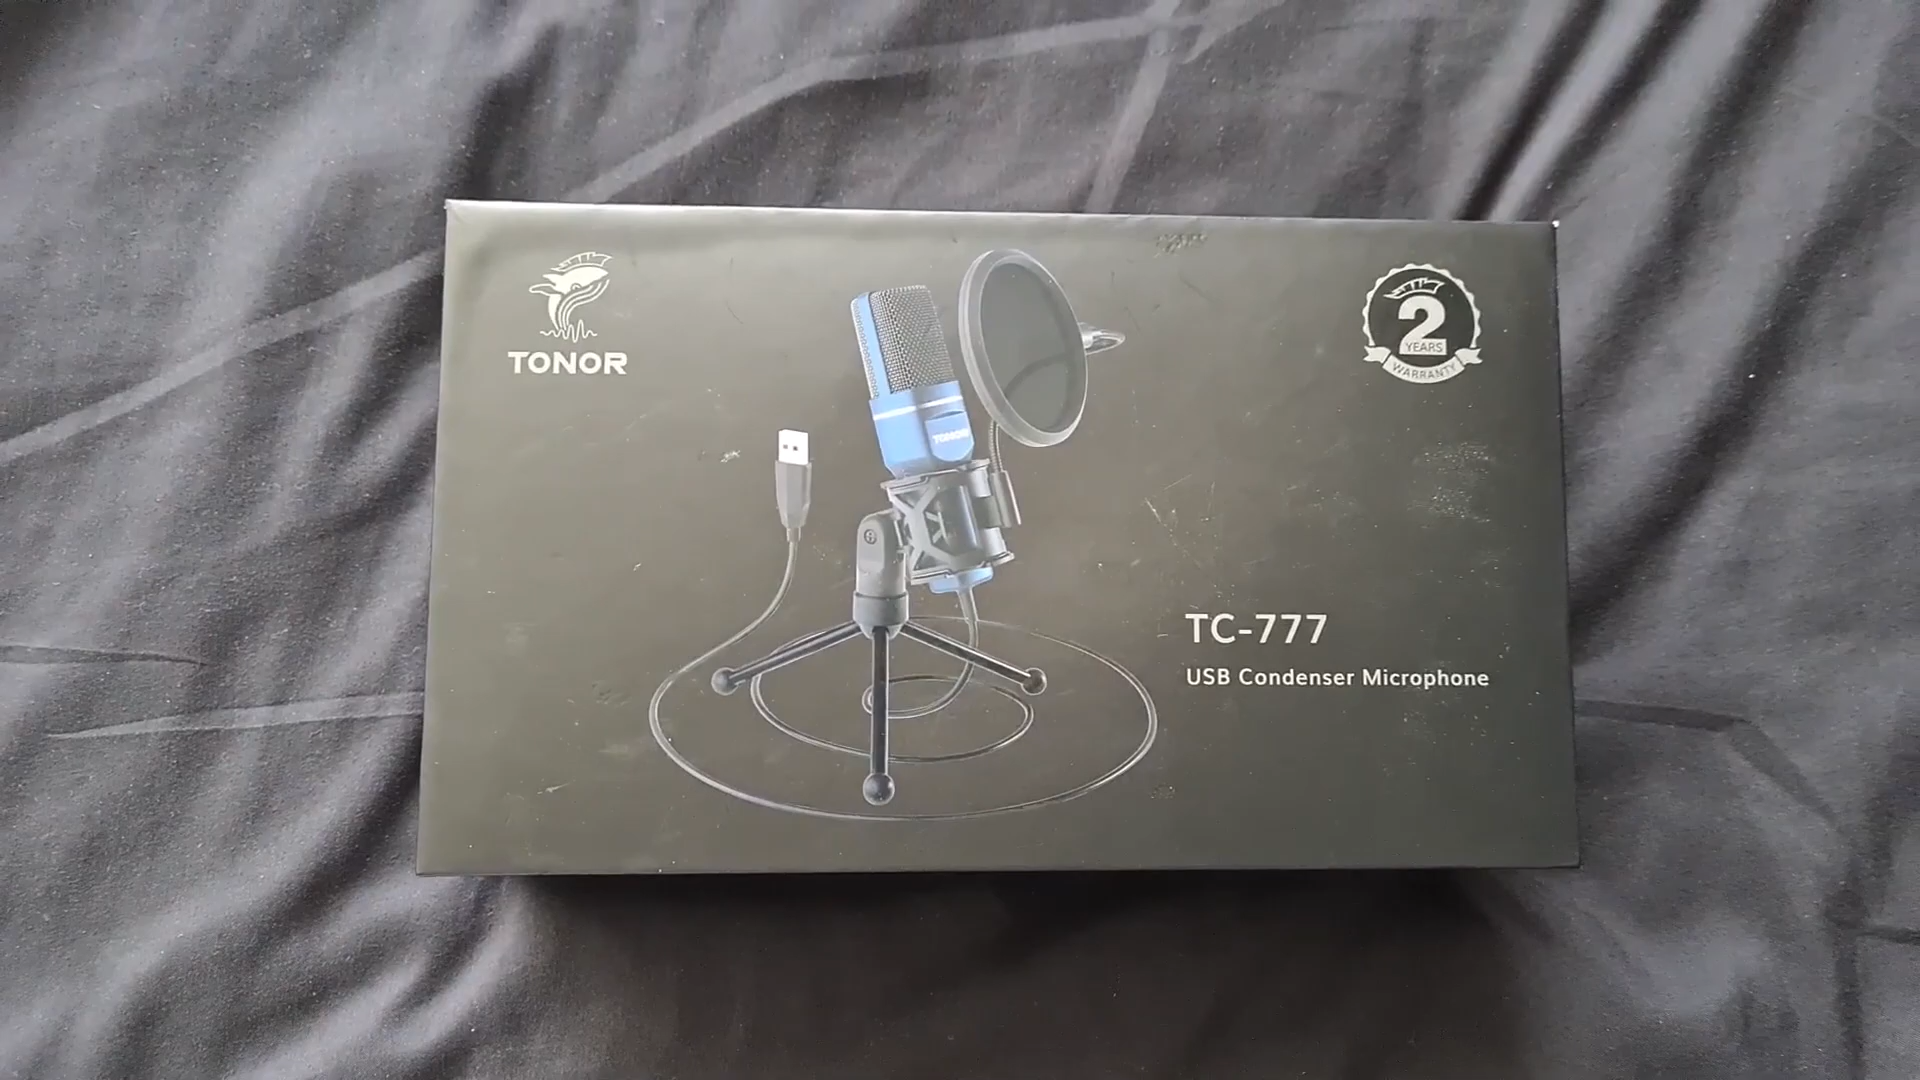 TONOR
2
YEARS
WARRANTY
TONOR
TC-777
USB Condenser Microphone